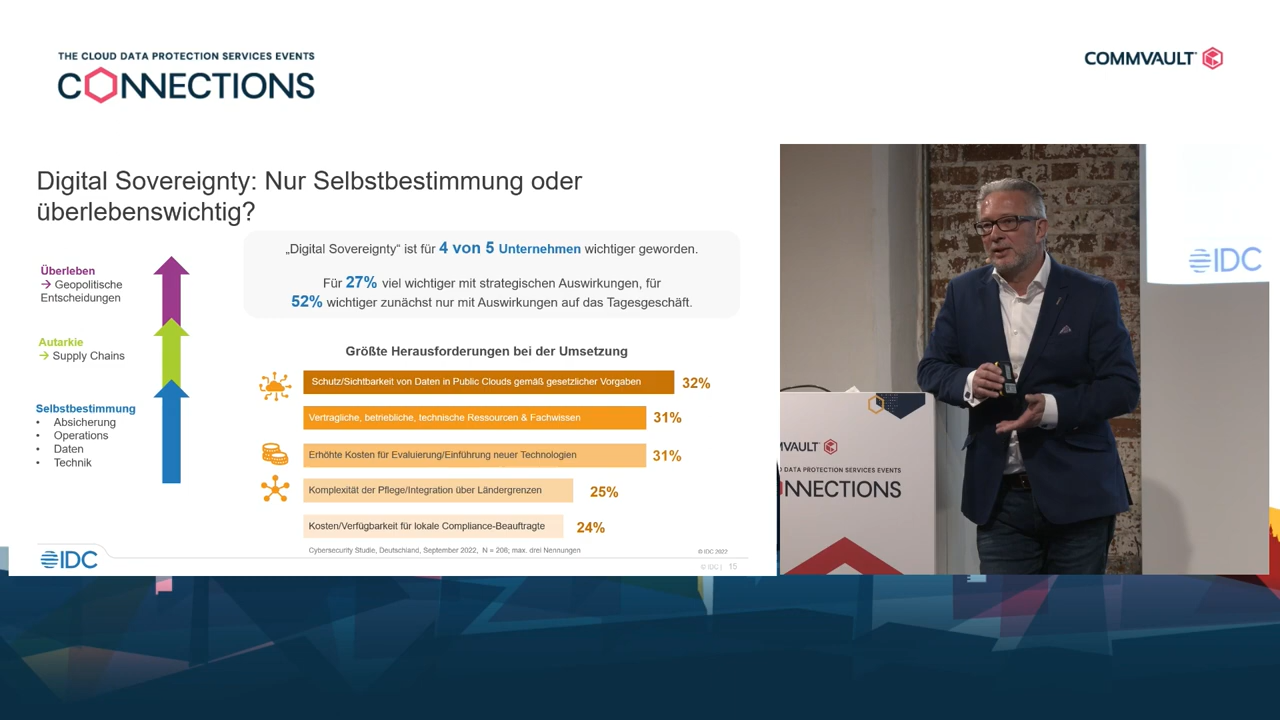 THE CLOUD DATA PROTECTION SERVICES EVENTS
CONNECTIONS
COMMVAULT
Digital Sovereignty: Nur Selbstbestimmung oder
überlebenswichtig?
„Digital Sovereignty“ ist für 4 von 5 Unternehmen wichtiger geworden.
Für 27% viel wichtiger mit strategischen Auswirkungen, für
52% wichtiger zunächst nur mit Auswirkungen auf das Tagesgeschäft.
Überleben
→ Geopolitische
Entscheidungen
Autarkie
→ Supply Chains
Selbstbestimmung
• Absicherung
• Operations
• Daten
• Technik
Größte Herausforderungen bei der Umsetzung
Schutz/Sichtbarkeit von Daten in Public Clouds gemäß gesetzlicher Vorgaben 32%
Vertragliche, betriebliche, technische Ressourcen & Fachwissen 31%
Erhöhte Kosten für Evaluierung/Einführung neuer Technologien 31%
Komplexität der Pflege/Integration über Ländergrenzen 25%
Kosten/Verfügbarkeit für lokale Compliance-Beauftragte 24%
Cybersecurity Studie, Deutschland, September 2022, N = 208; max. drei Nennungen
© IDC 2022
IDC
© IDC | 15
IDC
MVAULT
DATA PROTECTION SERVICES EVENTS
NNECTIONS